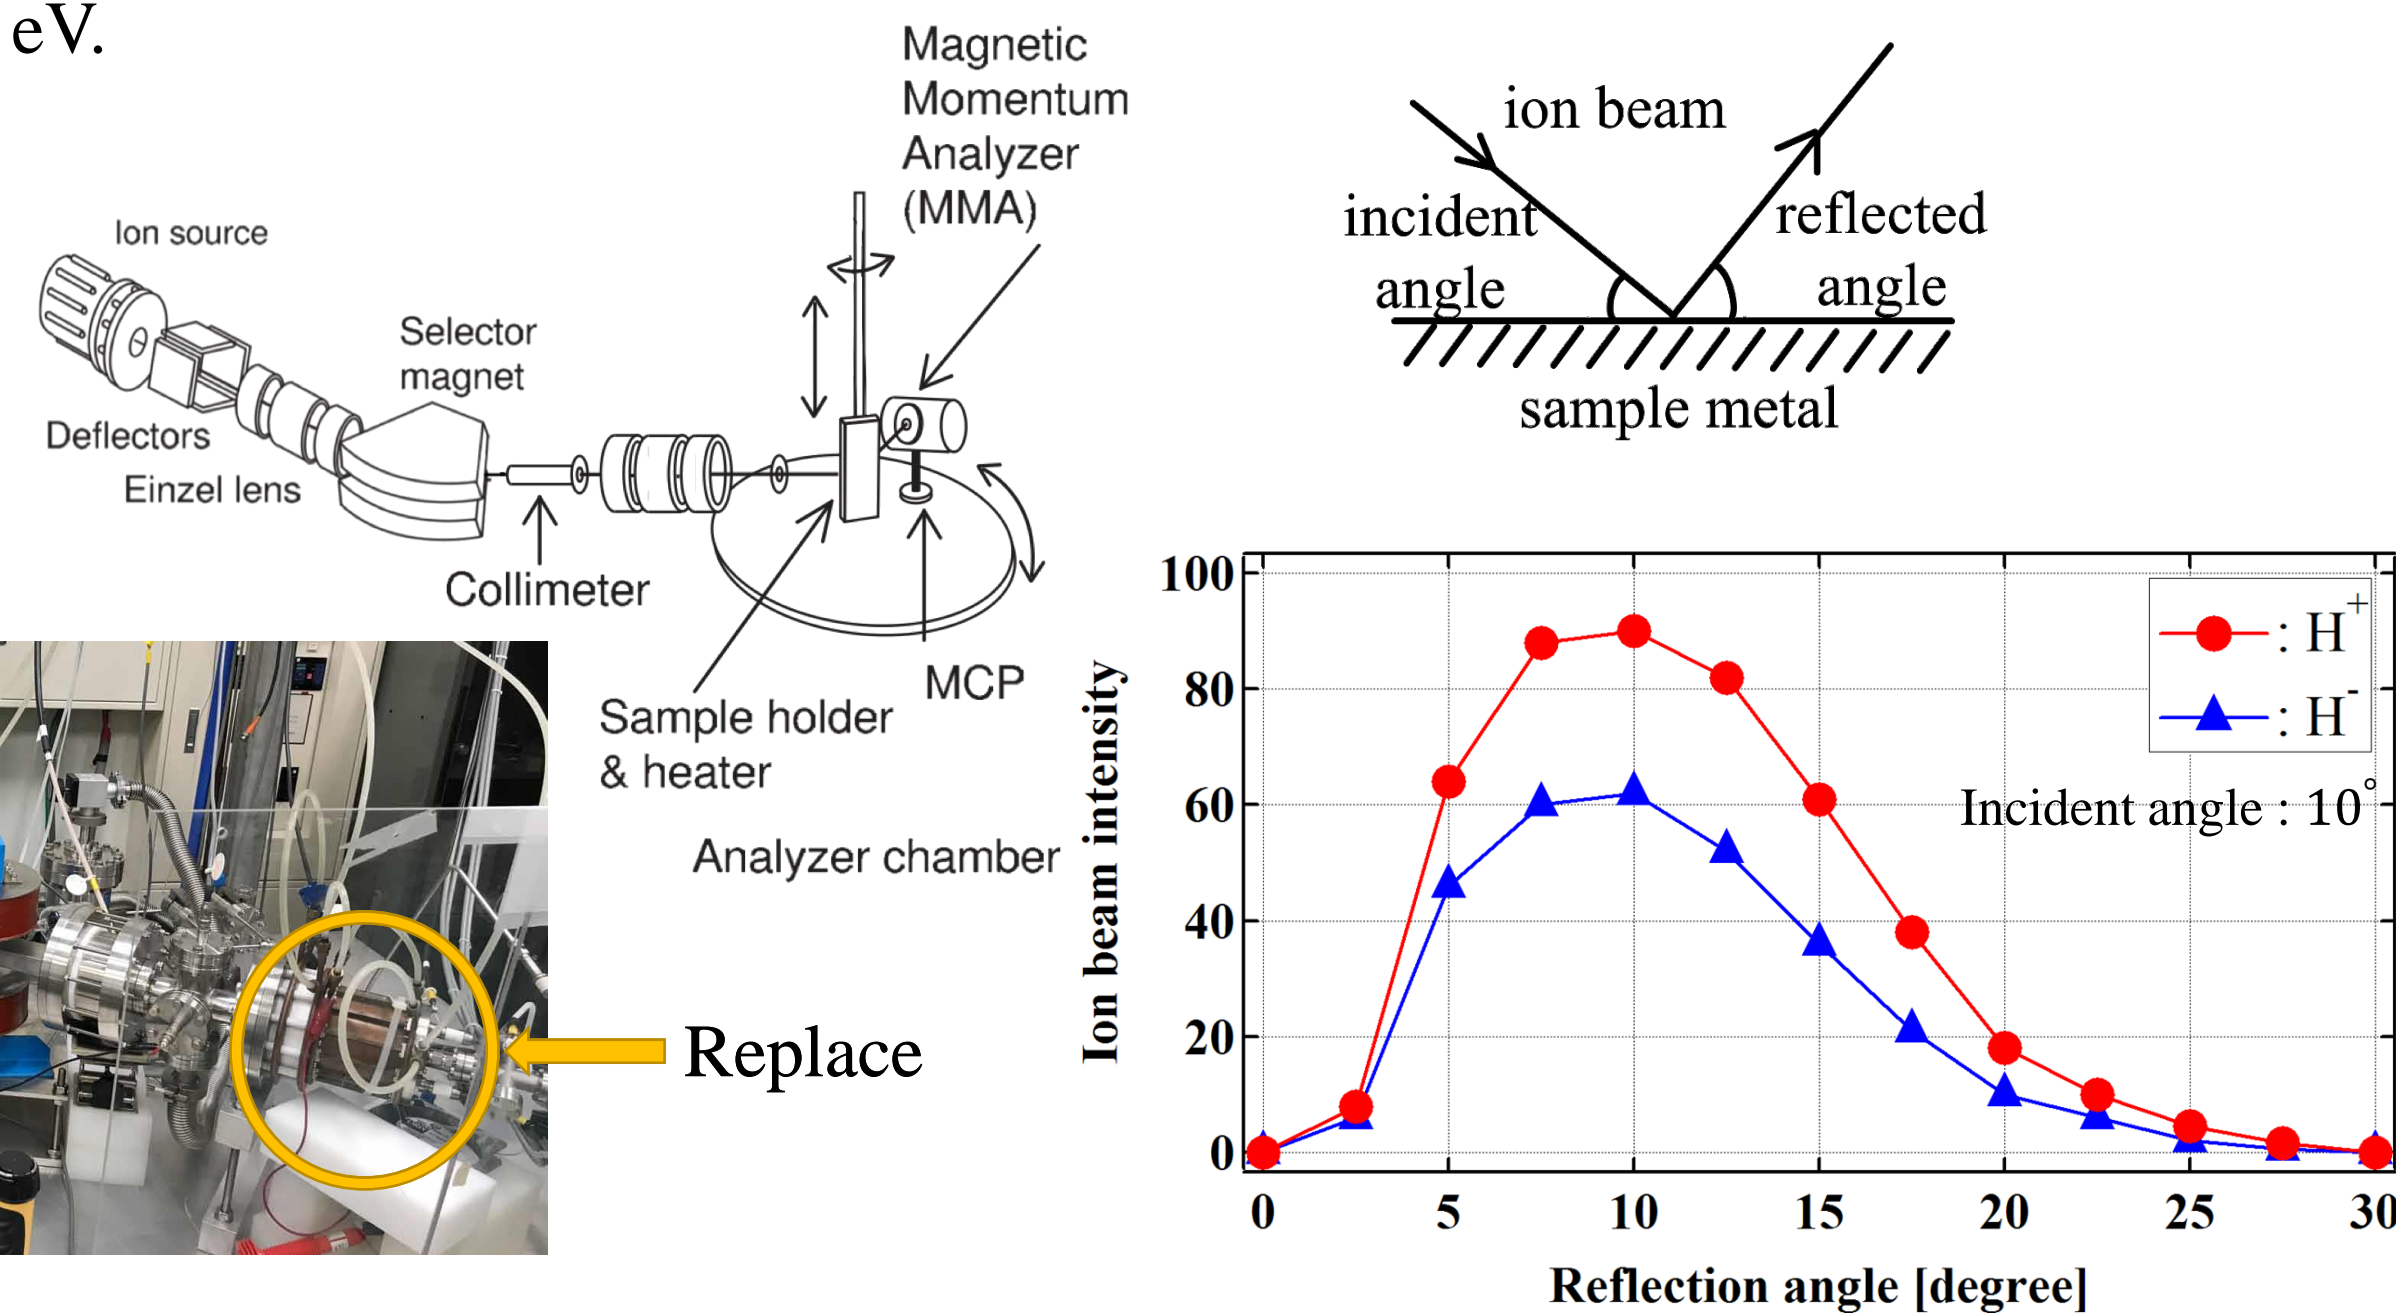 eV.
Magnetic
Momentum
Analyzer
(MMA)
Ion source
Selector
magnet
Deflectors
Einzel lens
Collimeter
MCP
Sample holder
& heater
Analyzer chamber
Replace
ion beam
incident
angle
reflected
angle
sample metal
Ion beam intensity
100
80
60
40
20
0
: H+
: H-
Incident angle : 10°
0 5 10 15 20 25 30
Reflection angle [degree]